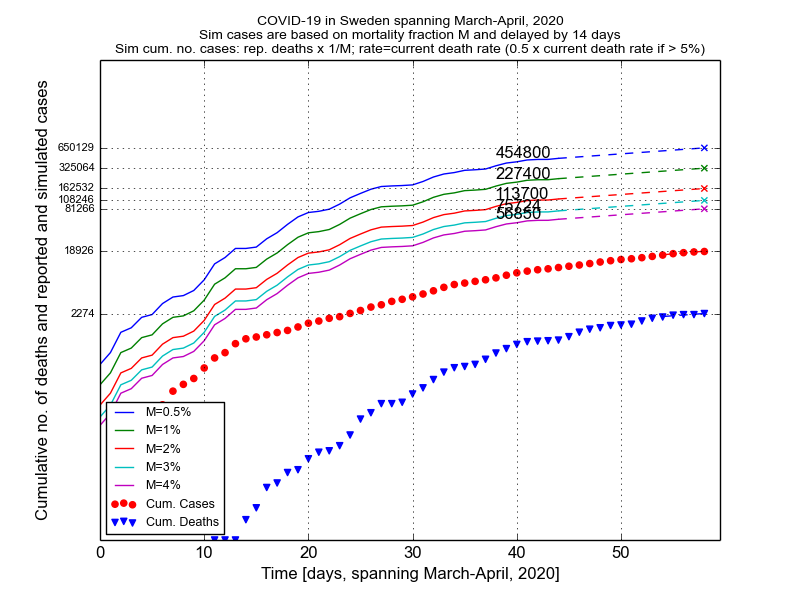 COVID-19 in Sweden spanning March-April, 2020
Sim cases are based on mortality fraction M and delayed by 14 days
Sim cum. no. cases: rep. deaths x 1/M; rate=current death rate (0.5 x current death rate if > 5%)
Cumulative no. of deaths and reported and simulated cases
650129
325064
162532
108246
81266
18926
2274
454800
227400
113700
56850
M=0.5%
M=1%
M=2%
M=3%
M=4%
Cum. Cases
Cum. Deaths
0 10 20 30 40 50
Time [days, spanning March-April, 2020]